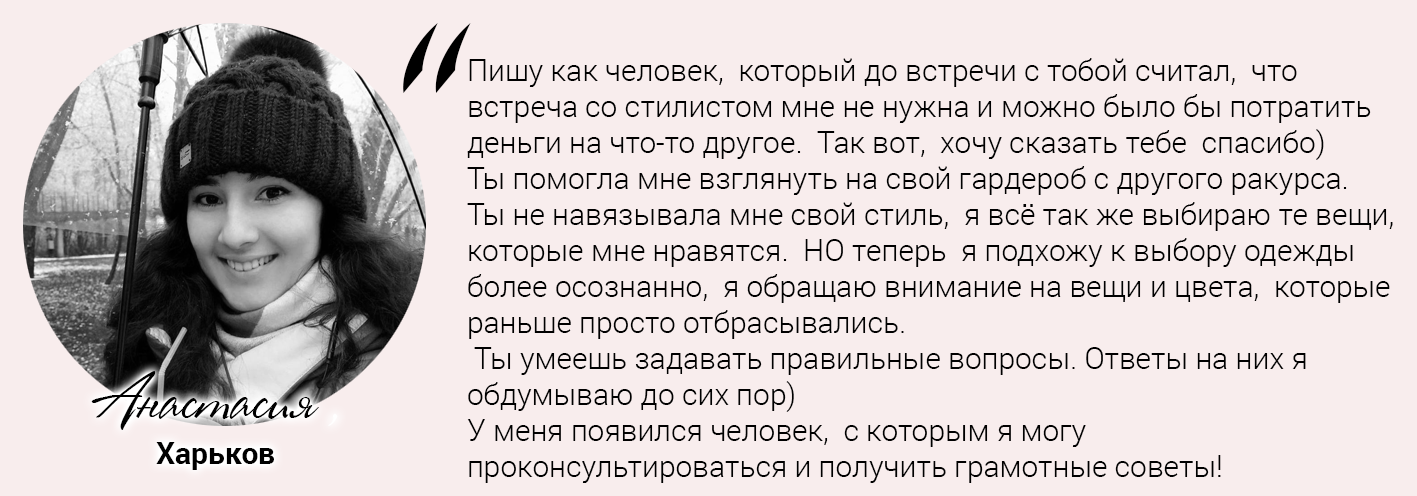 Пишу как человек, который до встречи с тобой считал, что
встреча со стилистом мне не нужна и можно было бы потратить
деньги на что-то другое. Так вот, хочу сказать тебе спасибо)
Ты помогла мне взглянуть на свой гардероб с другого ракурса.
Ты не навязывала мне свой стиль, я всё так же выбираю те вещи,
которые мне нравятся. НО теперь я подхожу к выбору одежды
более осознанно, я обращаю внимание на вещи и цвета, которые
раньше просто отбрасывались.
Ты умеешь задавать правильные вопросы. Ответы на них я
обдумываю до сих пор)
У меня появился человек, с которым я могу
проконсультироваться и получить грамотные советы!
Анастасия
Харьков